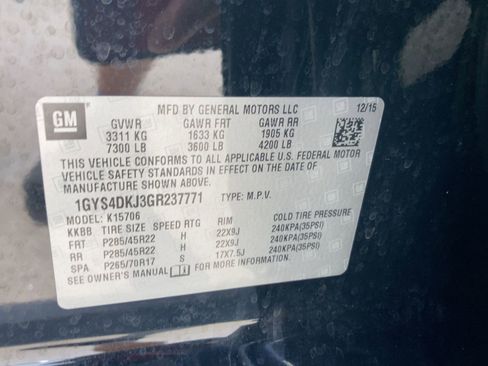 GM
MFD BY GENERAL MOTORS LLC 12/15
GVWR GAWR FRT GAWR RR
3311 KG 1633 KG 1905 KG
7300 LB 3600 LB 4200 LB
THIS VEHICLE CONFORMS TO ALL APPLICABLE U.S. FEDERAL MOTOR
VEHICLE SAFETY AND THEFT PREVENTION STANDARDS
IN EFFECT ON THE DATE OF
MANUFACTURE SHOWN ABOVE.
1GYS4DKJ3GR237771 TYPE: M.P.V.
MODEL: K15706
KKBB TIRE SIZE SPEED RTG RIM COLD TIRE PRESSURE
FRT P285/45R22 H 22X9J 240KPA(35PSI)
RR P285/45R22 H 22X9J 240KPA(35PSI)
SPA P265/70R17 S 17X7.5J 240KPA(35PSI)
SEE OWNER'S MANUAL FOR MORE INFORMATION.